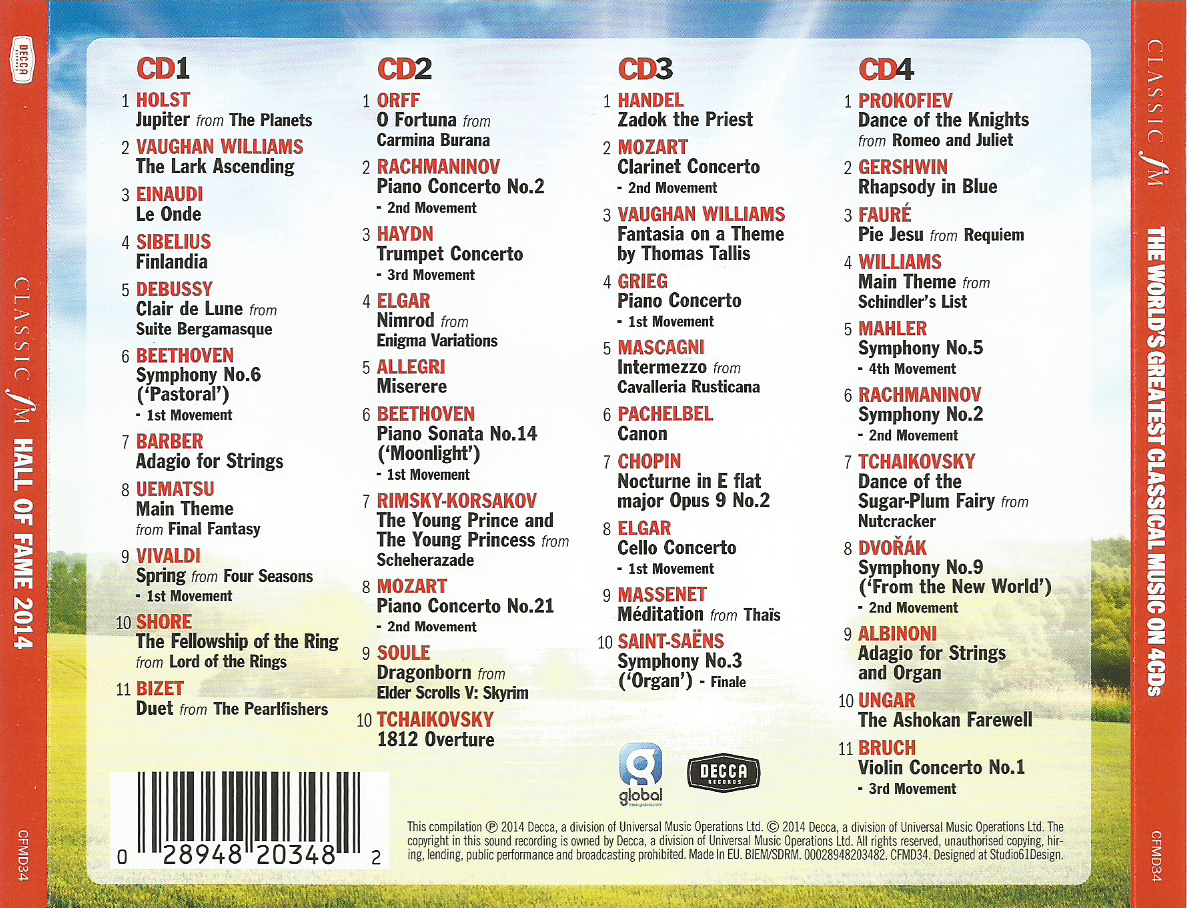 DECCA
RECORDS
CLASSIC fM HALL OF FAME 2014
CFMD34
CD1
1 HOLST
Jupiter from The Planets
2 VAUGHAN WILLIAMS
The Lark Ascending
3 EINAUDI
Le Onde
4 SIBELIUS
Finlandia
5 DEBUSSY
Clair de Lune from
Suite Bergamasque
6 BEETHOVEN
Symphony No.6
(‘Pastoral’)
- 1st Movement
7 BARBER
Adagio for Strings
8 UEMATSU
Main Theme
from Final Fantasy
9 VIVALDI
Spring from Four Seasons
- 1st Movement
10 SHORE
The Fellowship of the Ring
from Lord of the Rings
11 BIZET
Duet from The Pearlfishers
CD2
1 ORFF
O Fortuna from
Carmina Burana
2 RACHMANINOV
Piano Concerto No.2
- 2nd Movement
3 HAYDN
Trumpet Concerto
- 3rd Movement
4 ELGAR
Nimrod from
Enigma Variations
5 ALLEGRI
Miserere
6 BEETHOVEN
Piano Sonata No.14
(‘Moonlight’)
- 1st Movement
7 RIMSKY-KORSAKOV
The Young Prince and
The Young Princess from
Scheherazade
8 MOZART
Piano Concerto No.21
- 2nd Movement
9 SOULE
Dragonborn from
Elder Scrolls V: Skyrim
10 TCHAIKOVSKY
1812 Overture
CD3
1 HANDEL
Zadok the Priest
2 MOZART
Clarinet Concerto
- 2nd Movement
3 VAUGHAN WILLIAMS
Fantasia on a Theme
by Thomas Tallis
4 GRIEG
Piano Concerto
- 1st Movement
5 MASCAGNI
Intermezzo from
Cavalleria Rusticana
6 PACHELBEL
Canon
7 CHOPIN
Nocturne in E flat
major Opus 9 No.2
8 ELGAR
Cello Concerto
- 1st Movement
9 MASSENET
Méditation from Thaïs
10 SAINT-SAËNS
Symphony No.3
(‘Organ’) - Finale
CD4
1 PROKOFIEV
Dance of the Knights
from Romeo and Juliet
2 GERSHWIN
Rhapsody in Blue
3 FAURÉ
Pie Jesu from Requiem
4 WILLIAMS
Main Theme from
Schindler’s List
5 MAHLER
Symphony No.5
- 4th Movement
6 RACHMANINOV
Symphony No.2
- 2nd Movement
7 TCHAIKOVSKY
Dance of the
Sugar-Plum Fairy from
Nutcracker
8 DVOŘÁK
Symphony No.9
(‘From the New World’)
- 2nd Movement
9 ALBINONI
Adagio for Strings
and Organ
10 UNGAR
The Ashokan Farewell
11 BRUCH
Violin Concerto No.1
- 3rd Movement
global
DECCA
RECORDS
0 28948 20348 2
This compilation ℗ 2014 Decca, a division of Universal Music Operations Ltd. © 2014 Decca, a division of Universal Music Operations Ltd. The
copyright in this sound recording is owned by Decca, a division of Universal Music Operations Ltd. All rights reserved, unauthorised copying, hir-
ing, lending, public performance and broadcasting prohibited. Made In EU. BIEM/SDRM. 00028948203482. CFMD34. Designed at Studio61Design.
CLASSIC fM THE WORLD’S GREATEST CLASSICAL MUSIC ON 4CDs
CFMD34